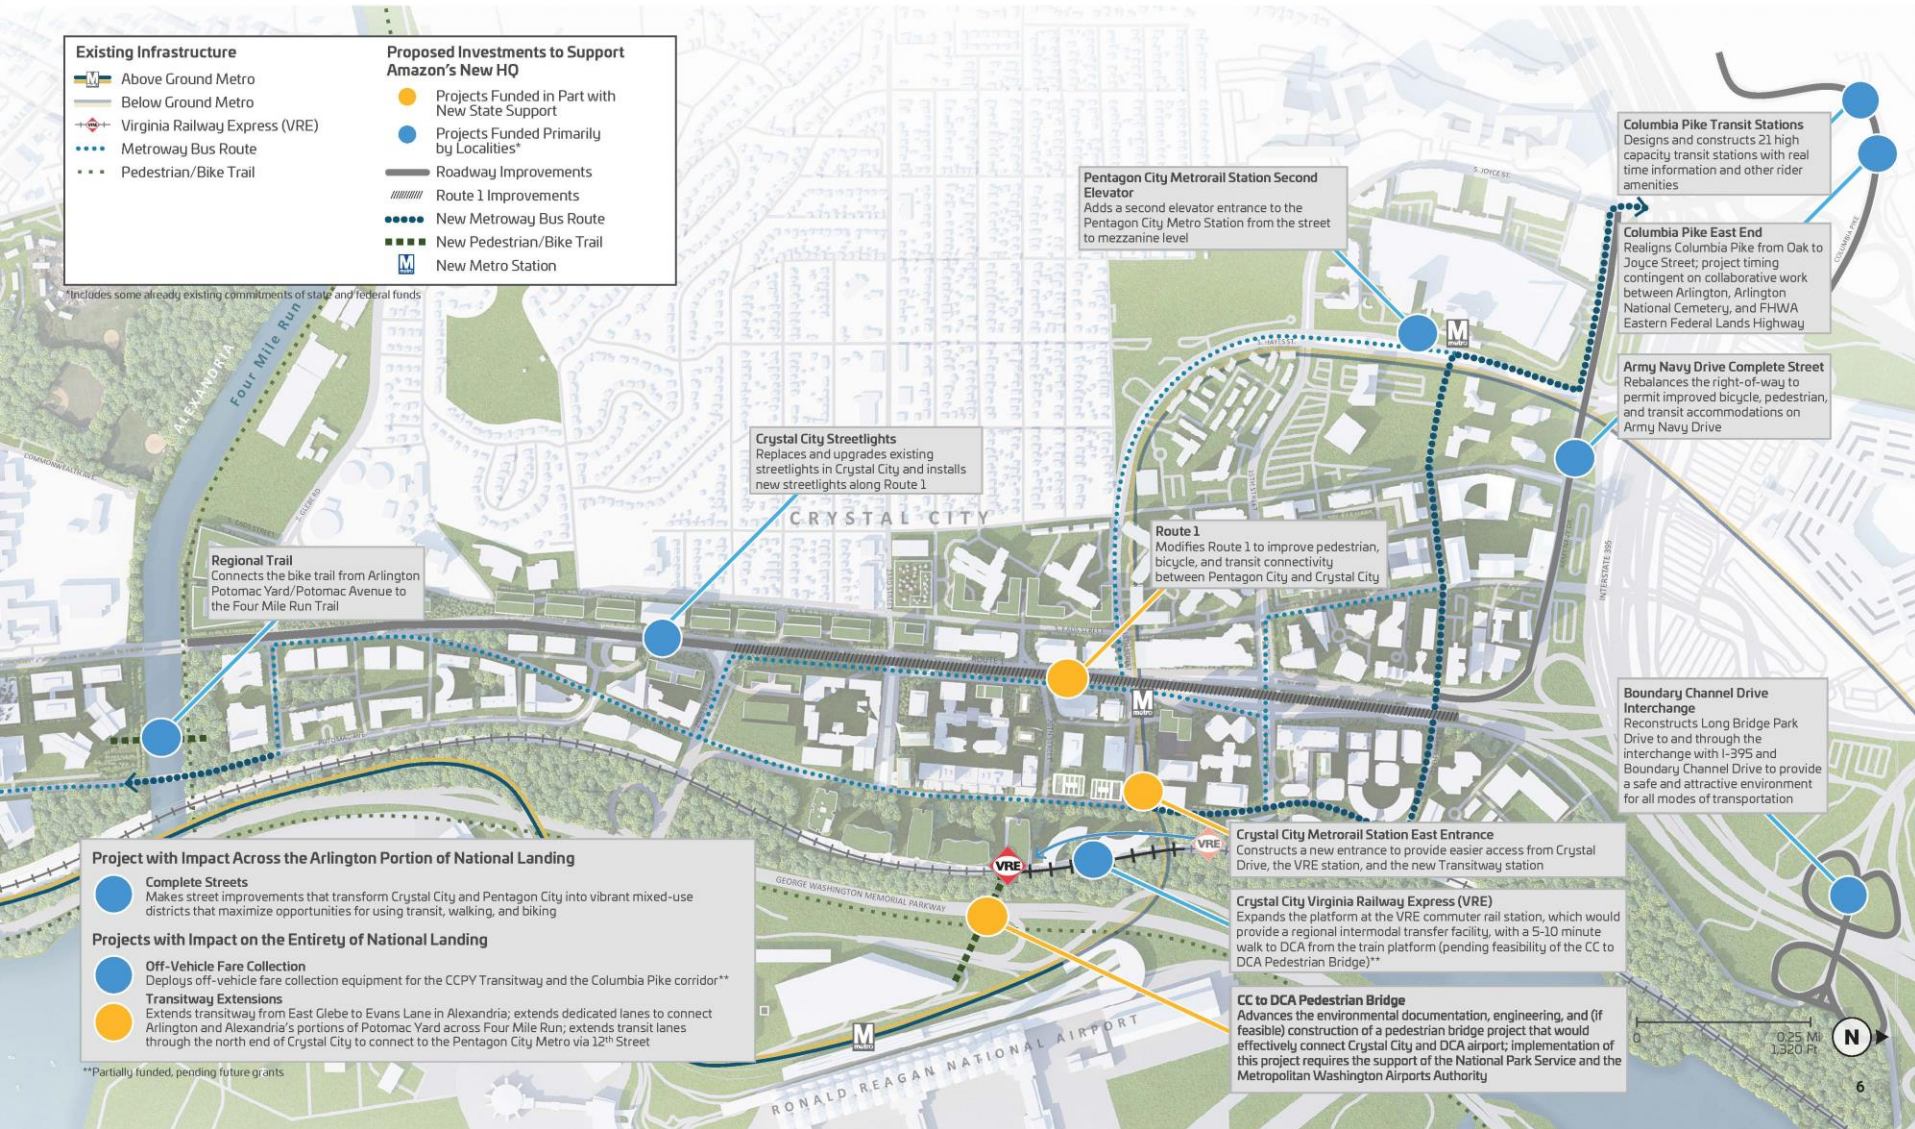 Existing Infrastructure
Above Ground Metro
Below Ground Metro
Virginia Railway Express (VRE)
Metroway Bus Route
Pedestrian/Bike Trail
Proposed Investments to Support
Amazon's New HQ
Projects Funded in Part with
New State Support
Projects Funded Primarily
by Localities*
Roadway Improvements
Route 1 Improvements
New Metroway Bus Route
New Pedestrian/Bike Trail
New Metro Station
*Includes some already existing commitments of state and federal funds
Columbia Pike Transit Stations
Designs and constructs 21 high
capacity transit stations with real
time information and other rider
amenities
Pentagon City Metrorail Station Second
Elevator
Adds a second elevator entrance to the
Pentagon City Metro Station from the street
to mezzanine level
S. JOYCE ST.
COLUMBIA PIKE
Columbia Pike East End
Realigns Columbia Pike from Oak to
Joyce Street; project timing
contingent on collaborative work
between Arlington, Arlington
National Cemetery, and FHWA
Eastern Federal Lands Highway
ALEXANDRIA
Four Mile Run
M
metro
S. HAYES ST.
Army Navy Drive Complete Street
Rebalances the right-of-way to
permit improved bicycle, pedestrian,
and transit accommodations on
Army Navy Drive
Crystal City Streetlights
Replaces and upgrades existing
streetlights in Crystal City and installs
new streetlights along Route 1
COMMONWEALTH AVE.
S. GLEBE RD
CRYSTAL CITY
Route 1
Modifies Route 1 to improve pedestrian,
bicycle, and transit connectivity
between Pentagon City and Crystal City
INTERSTATE 395
Regional Trail
Connects the bike trail from Arlington
Potomac Yard/Potomac Avenue to
the Four Mile Run Trail
ROUTE 1
M
metro
Boundary Channel Drive
Interchange
Reconstructs Long Bridge Park
Drive to and through the
interchange with I-395 and
Boundary Channel Drive to provide
a safe and attractive environment
for all modes of transportation
Crystal City Metrorail Station East Entrance
Constructs a new entrance to provide easier access from Crystal
Drive, the VRE station, and the new Transitway station
VRE
VRE
GEORGE WASHINGTON MEMORIAL PARKWAY
Project with Impact Across the Arlington Portion of National Landing
Complete Streets
Makes street improvements that transform Crystal City and Pentagon City into vibrant mixed-use
districts that maximize opportunities for using transit, walking, and biking
Projects with Impact on the Entirety of National Landing
Off-Vehicle Fare Collection
Deploys off-vehicle fare collection equipment for the CCPY Transitway and the Columbia Pike corridor**
Transitway Extensions
Extends transitway from East Glebe to Evans Lane in Alexandria; extends dedicated lanes to connect
Arlington and Alexandria's portions of Potomac Yard across Four Mile Run; extends transit lanes
through the north end of Crystal City to connect to the Pentagon City Metro via 12th Street
**Partially funded, pending future grants
Crystal City Virginia Railway Express (VRE)
Expands the platform at the VRE commuter rail station, which would
provide a regional intermodal transfer facility, with a 5-10 minute
walk to DCA from the train platform (pending feasibility of the CC to
DCA Pedestrian Bridge)**
CC to DCA Pedestrian Bridge
Advances the environmental documentation, engineering, and (if
feasible) construction of a pedestrian bridge project that would
effectively connect Crystal City and DCA airport; implementation of
this project requires the support of the National Park Service and the
Metropolitan Washington Airports Authority
M
metro
RONALD REAGAN NATIONAL AIRPORT
0
0.25 Mi
1,320 Ft
N
6